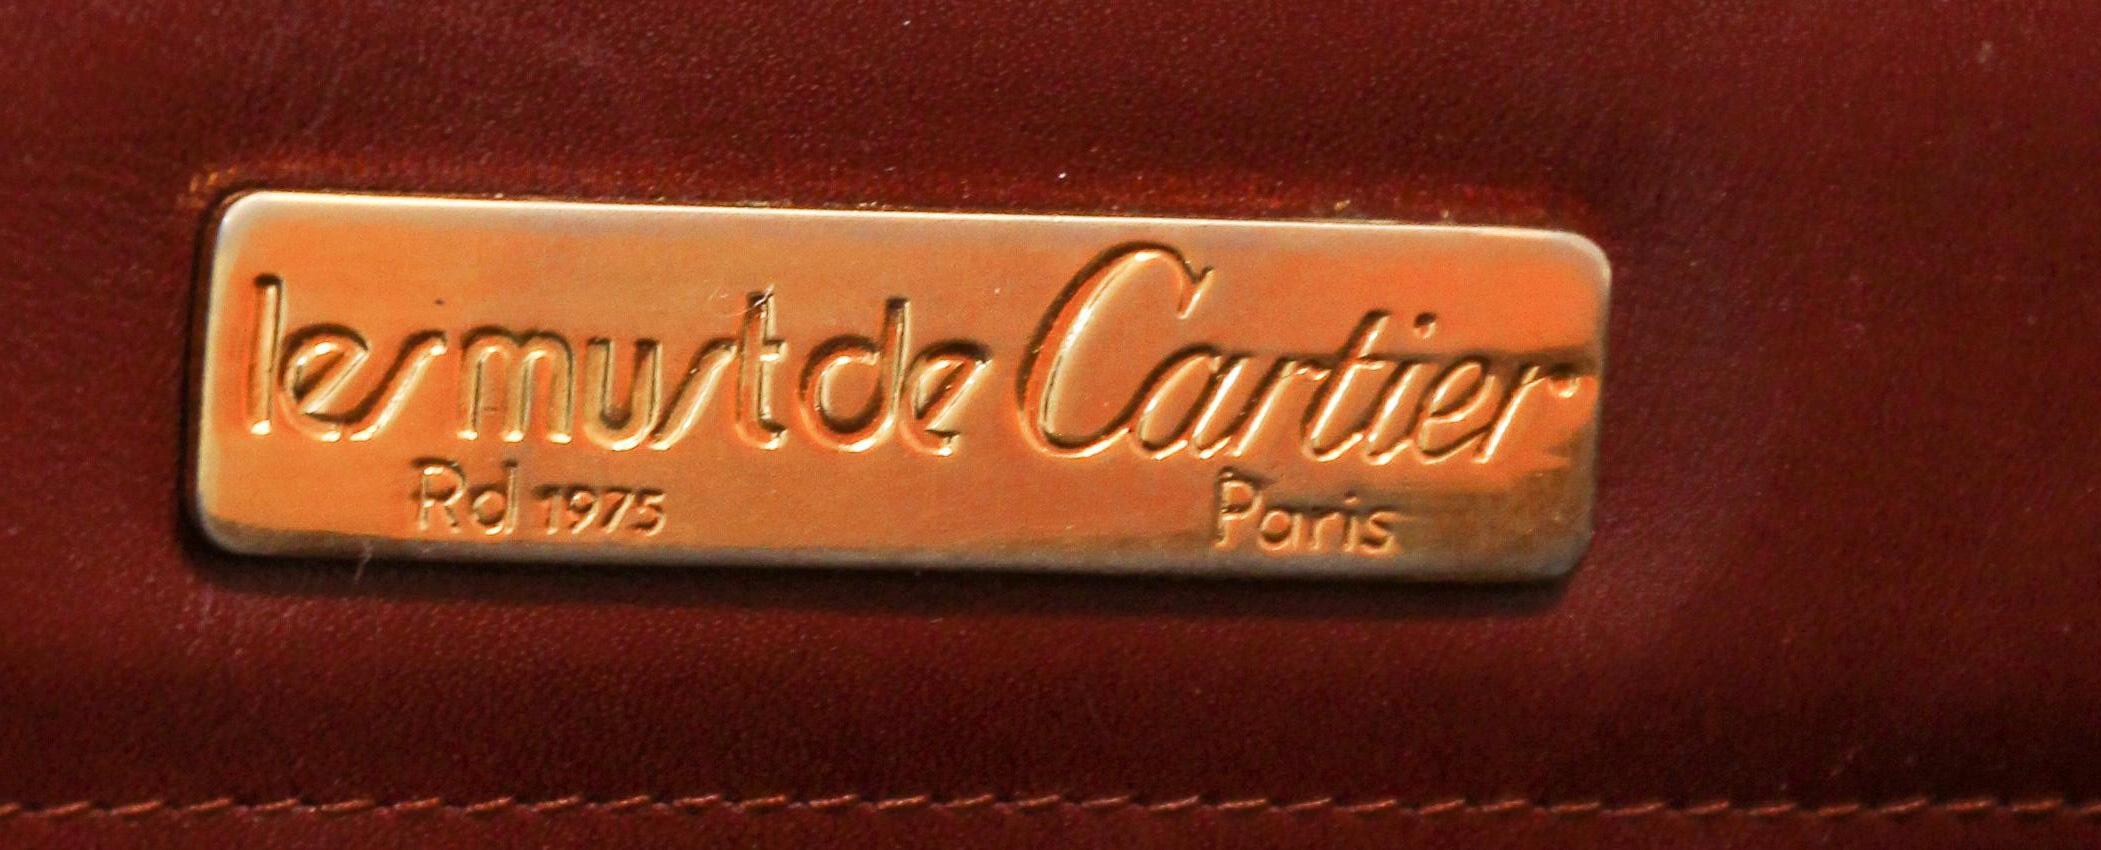 les must de Cartier
Rd 1975 Paris